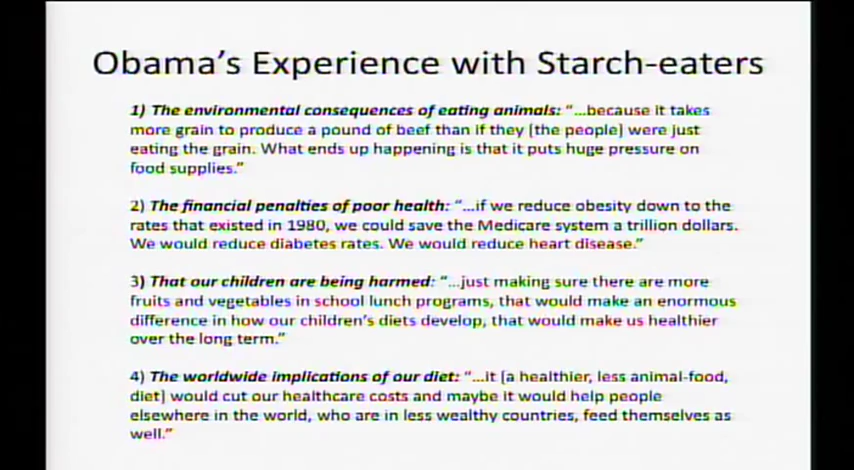 Obama's Experience with Starch-eaters
1) The environmental consequences of eating animals: "...because it takes
more grain to produce a pound of beef than if they [the people] were just
eating the grain. What ends up happening is that it puts huge pressure on
food supplies."
2) The financial penalties of poor health: "...if we reduce obesity down to the
rates that existed in 1980, we could save the Medicare system a trillion dollars.
We would reduce diabetes rates. We would reduce heart disease."
3) That our children are being harmed: "...just making sure there are more
fruits and vegetables in school lunch programs, that would make an enormous
difference in how our children's diets develop, that would make us healthier
over the long term."
4) The worldwide implications of our diet: "...it [a healthier, less animal-food,
diet] would cut our healthcare costs and maybe it would help people
elsewhere in the world, who are in less wealthy countries, feed themselves as
well."